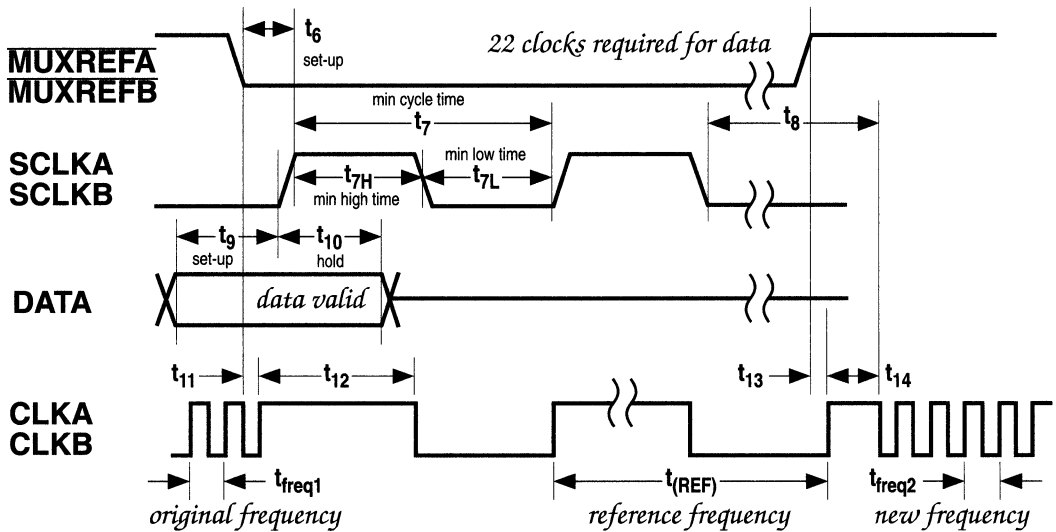 t6
set-up
22 clocks required for data
MUXREFA
MUXREFB
min cycle time
t7
t8
SCLKA
SCLKB
t7H
min high time
min low time
t7L
t9
set-up
t10
hold
DATA
data valid
t11
t12
t13
t14
CLKA
CLKB
tfreq1
t(REF)
tfreq2
original frequency
reference frequency
new frequency